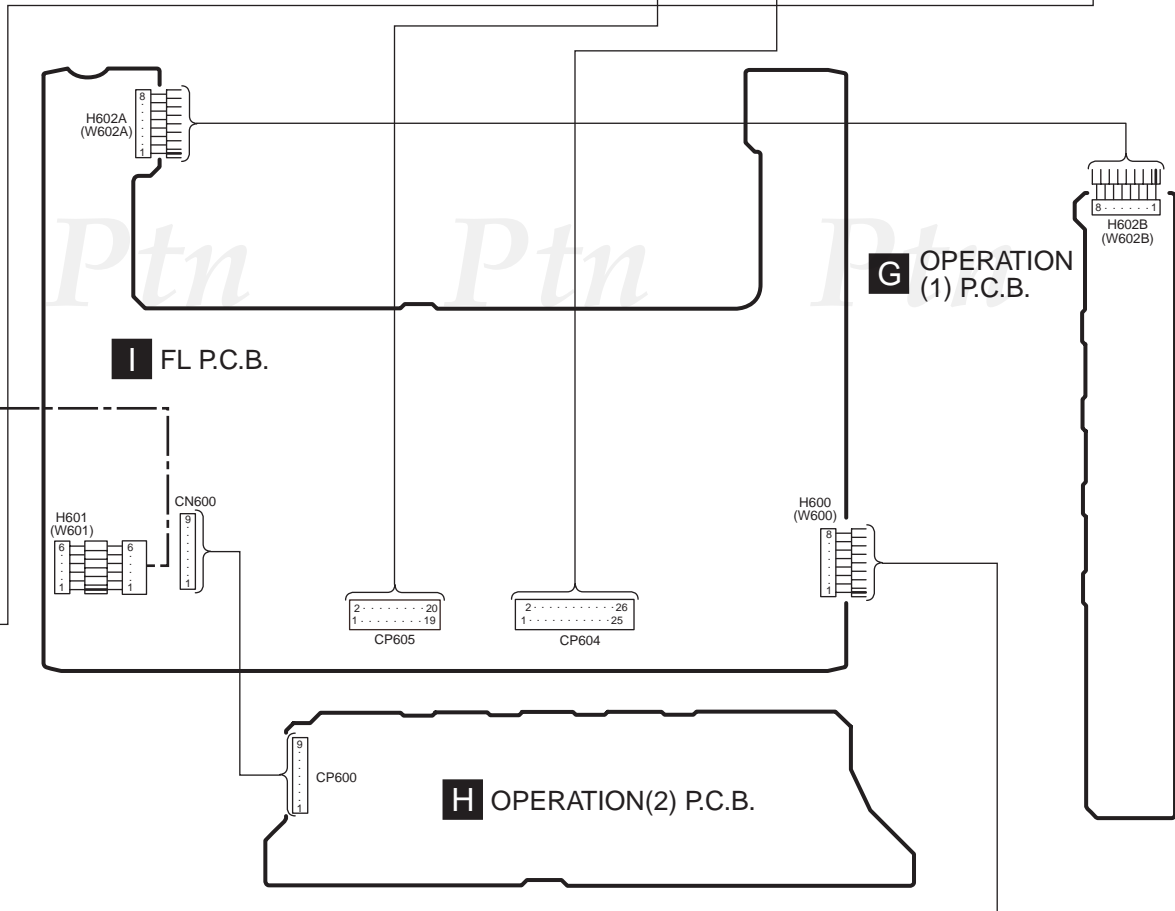 8
H602A
(W602A)
1
8 . . . . . . 1
H602B
(W602B)
Ptn Ptn Ptn
G OPERATION
(1) P.C.B.
I FL P.C.B.
CN600
9
1
H601
(W601)
6 6
1 1
H600
(W600)
8
1
2 . . . . . . . . 20
1 . . . . . . . . . 19
CP605
2 . . . . . . . . . . 26
1 . . . . . . . . . . 25
CP604
9
CP600
1
H OPERATION(2) P.C.B.